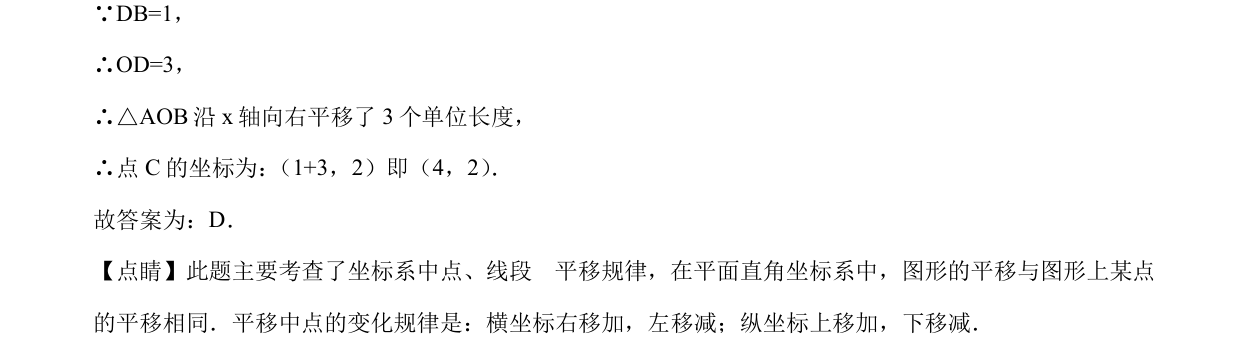 ∵DB=1，
∴OD=3，
∴△AOB沿 x 轴向右平移了 3 个单位长度，
∴点 C 的坐标为：（1+3，2）即（4，2）．
故答案为：D．
【点睛】此题主要考查了坐标系中点、线段　平移规律，在平面直角坐标系中，图形的平移与图形上某点
的平移相同．平移中点的变化规律是：横坐标右移加，左移减；纵坐标上移加，下移减．